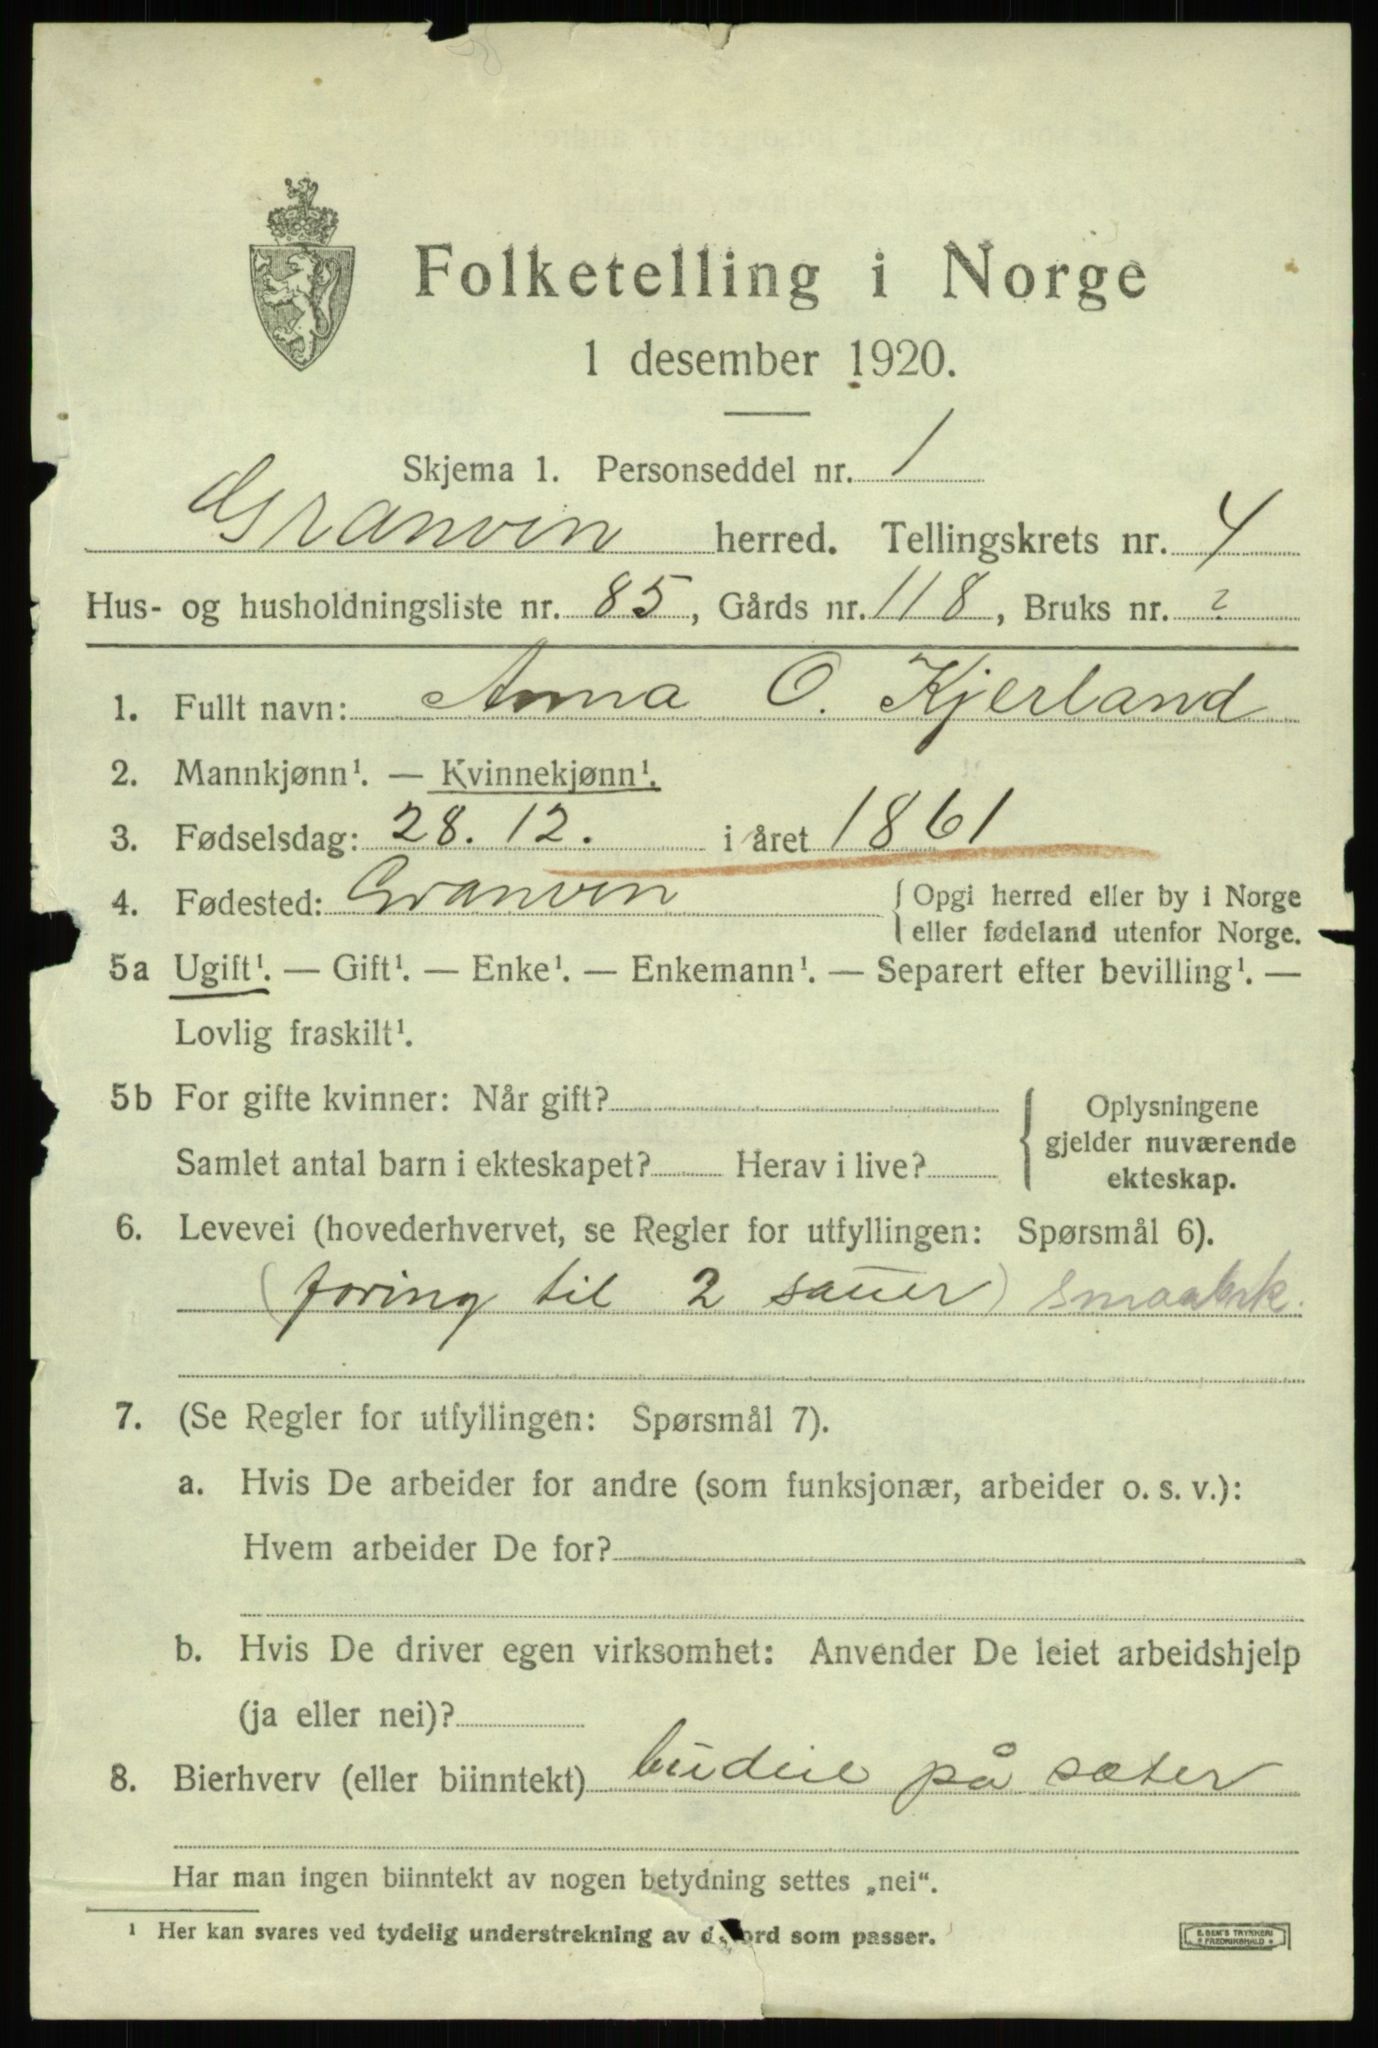 Folketelling i Norge
1 desember 1920.
Skjema 1. Personseddel nr. 1
Granvin herred. Tellingskrets nr. 4
Hus- og husholdningsliste nr. 85, Gårds nr. 118, Bruks nr. 2
1. Fullt navn: Anna O. Kjerland
2. Mannkjønn¹. — Kvinnekjønn¹.
3. Fødselsdag: 28. 12. i året 1861
4. Fødested: Granvin { Opgi herred eller by i Norge
eller fødeland utenfor Norge.
5a Ugift¹. — Gift¹. — Enke¹. — Enkemann¹. — Separert efter bevilling¹. —
Lovlig fraskilt¹.
5b For gifte kvinner: Når gift?
Samlet antal barn i ekteskapet? Herav i live?
{ Oplysningene
gjelder nuværende
ekteskap.
6. Levevei (hovederhvervet, se Regler for utfyllingen: Spørsmål 6).
(foring til 2 sauer) smaabrk.
7. (Se Regler for utfyllingen: Spørsmål 7).
a. Hvis De arbeider for andre (som funksjonær, arbeider o. s. v.):
Hvem arbeider De for?
b. Hvis De driver egen virksomhet: Anvender De leiet arbeidshjelp
(ja eller nei)?
8. Bierhverv (eller biinntekt) budeie på sæter
Har man ingen biinntekt av nogen betydning settes „nei“.
¹ Her kan svares ved tydelig understrekning av d ord som passer.
E. SEM'S TRYKKERI
FREDRIKSHALD